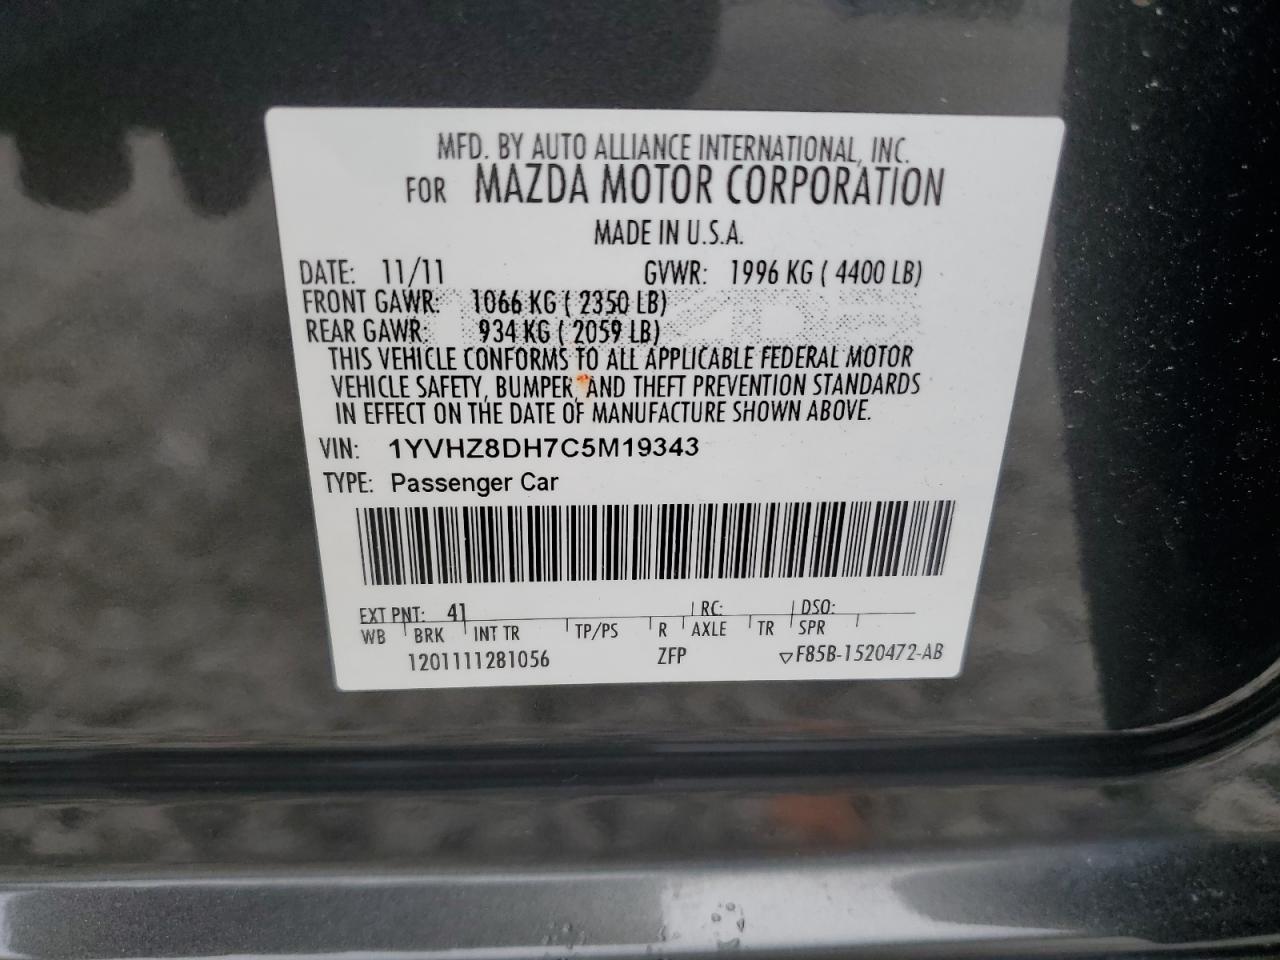 MFD. BY AUTO ALLIANCE INTERNATIONAL, INC.
FOR MAZDA MOTOR CORPORATION
MADE IN U.S.A.
DATE: 11/11 GVWR: 1996 KG ( 4400 LB)
FRONT GAWR: 1066 KG ( 2350 LB)
REAR GAWR: 934 KG ( 2059 LB)
THIS VEHICLE CONFORMS TO ALL APPLICABLE FEDERAL MOTOR
VEHICLE SAFETY, BUMPER, AND THEFT PREVENTION STANDARDS
IN EFFECT ON THE DATE OF MANUFACTURE SHOWN ABOVE.
VIN: 1YVHZ8DH7C5M19343
TYPE: Passenger Car
EXT PNT: 41 RC: DSO:
WB BRK INT TR TP/PS R AXLE TR SPR
1201111281056 ZFP ▽F85B-1520472-AB